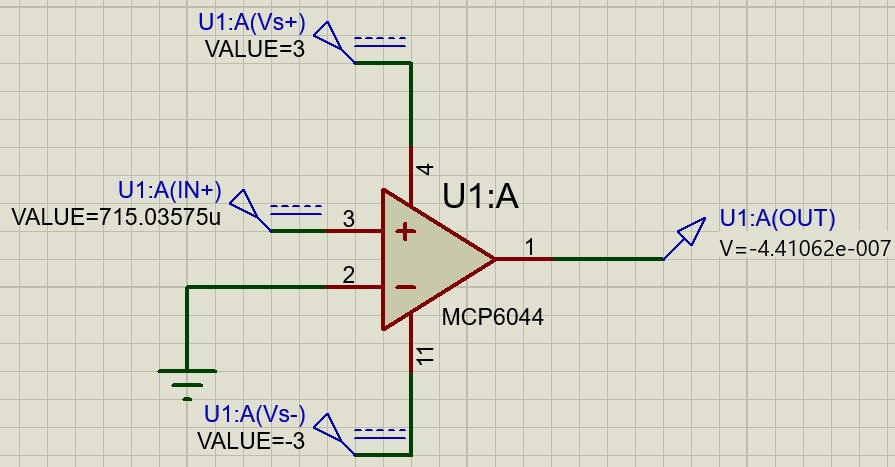 U1:A(Vs+)
VALUE=3
4
U1:A
U1:A(IN+)
VALUE=715.03575u
3
+
1
U1:A(OUT)
V=-4.41062e-007
2
−
MCP6044
11
U1:A(Vs-)
VALUE=-3